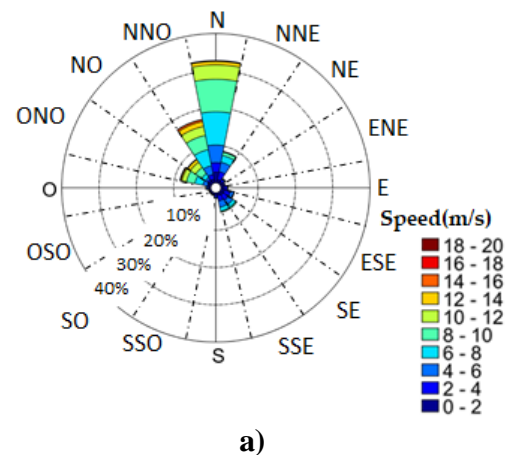 N
NNO
NNE
NO
NE
ONO
ENE
O
E
10%
Speed(m/s)
20%
OSO
ESE
30%
40%
SO
SE
SSO
SSE
S
18 - 20
16 - 18
14 - 16
12 - 14
10 - 12
8 - 10
6 - 8
4 - 6
2 - 4
0 - 2
a)